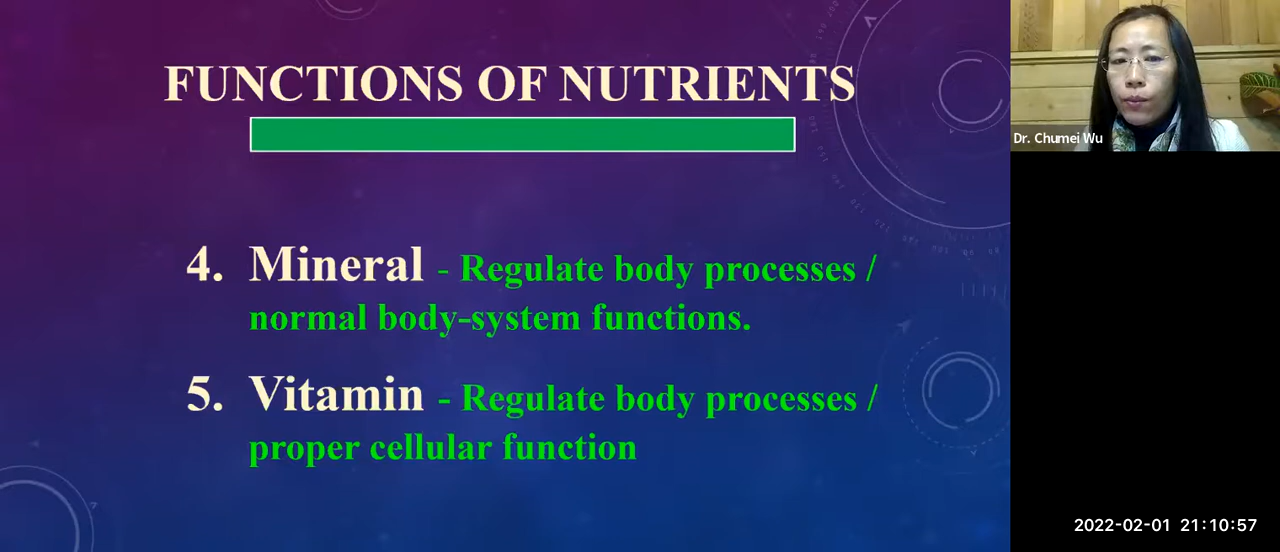 FUNCTIONS OF NUTRIENTS
4. Mineral - Regulate body processes /
normal body-system functions.
5. Vitamin - Regulate body processes /
proper cellular function
Dr. Chumei Wu
2022-02-01 21:10:57